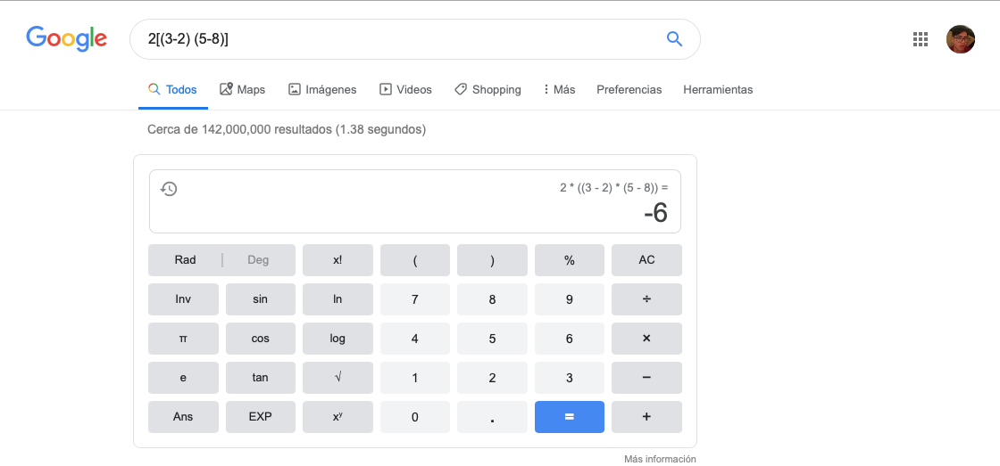 Google
2[(3-2) (5-8)]
Todos Maps Imágenes Videos Shopping Más Preferencias Herramientas
Cerca de 142,000,000 resultados (1.38 segundos)
2 * ((3 - 2) * (5 - 8)) =
-6
Rad | Deg x! ( ) % AC
Inv sin ln 7 8 9 ÷
π cos log 4 5 6 ×
e tan √ 1 2 3 −
Ans EXP xʸ 0 . = +
Más información